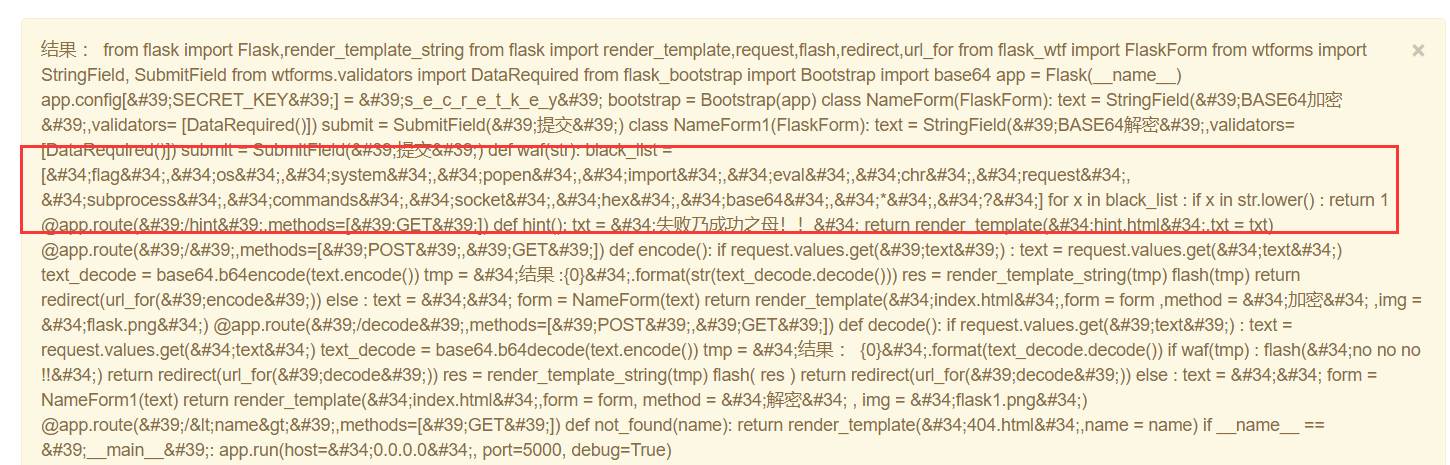 结果： from flask import Flask,render_template_string from flask import render_template,request,flash,redirect,url_for from flask_wtf import FlaskForm from wtforms import
×
StringField, SubmitField from wtforms.validators import DataRequired from flask_bootstrap import Bootstrap import base64 app = Flask(__name__)
app.config[&#39;SECRET_KEY&#39;] = &#39;s_e_c_r_e_t_k_e_y&#39; bootstrap = Bootstrap(app) class NameForm(FlaskForm): text = StringField(&#39;BASE64加密
&#39;,validators= [DataRequired()]) submit = SubmitField(&#39;提交&#39;) class NameForm1(FlaskForm): text = StringField(&#39;BASE64解密&#39;,validators=
[DataRequired()]) submit = SubmitField(&#39;提交&#39;) def waf(str): black_list =
[&#34;flag&#34;,&#34;os&#34;,&#34;system&#34;,&#34;popen&#34;,&#34;import&#34;,&#34;eval&#34;,&#34;chr&#34;,&#34;request&#34;,
&#34;subprocess&#34;,&#34;commands&#34;,&#34;socket&#34;,&#34;hex&#34;,&#34;base64&#34;,&#34;*&#34;,&#34;?&#34;] for x in black_list : if x in str.lower() : return 1
@app.route(&#39;/hint&#39;,methods=[&#39;GET&#39;]) def hint(): txt = &#34;失败乃成功之母！！&#34; return render_template(&#34;hint.html&#34;,txt = txt)
@app.route(&#39;/&#39;,methods=[&#39;POST&#39;,&#39;GET&#39;]) def encode(): if request.values.get(&#39;text&#39;) : text = request.values.get(&#34;text&#34;)
text_decode = base64.b64encode(text.encode()) tmp = &#34;结果 :{0}&#34;.format(str(text_decode.decode())) res = render_template_string(tmp) flash(tmp) return
redirect(url_for(&#39;encode&#39;)) else : text = &#34;&#34; form = NameForm(text) return render_template(&#34;index.html&#34;,form = form ,method = &#34;加密&#34; ,img =
&#34;flask.png&#34;) @app.route(&#39;/decode&#39;,methods=[&#39;POST&#39;,&#39;GET&#39;]) def decode(): if request.values.get(&#39;text&#39;) : text =
request.values.get(&#34;text&#34;) text_decode = base64.b64decode(text.encode()) tmp = &#34;结果： {0}&#34;.format(text_decode.decode()) if waf(tmp) : flash(&#34;no no no
!!&#34;) return redirect(url_for(&#39;decode&#39;)) res = render_template_string(tmp) flash( res ) return redirect(url_for(&#39;decode&#39;)) else : text = &#34;&#34; form =
NameForm1(text) return render_template(&#34;index.html&#34;,form = form, method = &#34;解密&#34; , img = &#34;flask1.png&#34;)
@app.route(&#39;/&lt;name&gt;&#39;,methods=[&#39;GET&#39;]) def not_found(name): return render_template(&#34;404.html&#34;,name = name) if __name__ ==
&#39;__main__&#39;: app.run(host=&#34;0.0.0.0&#34;, port=5000, debug=True)